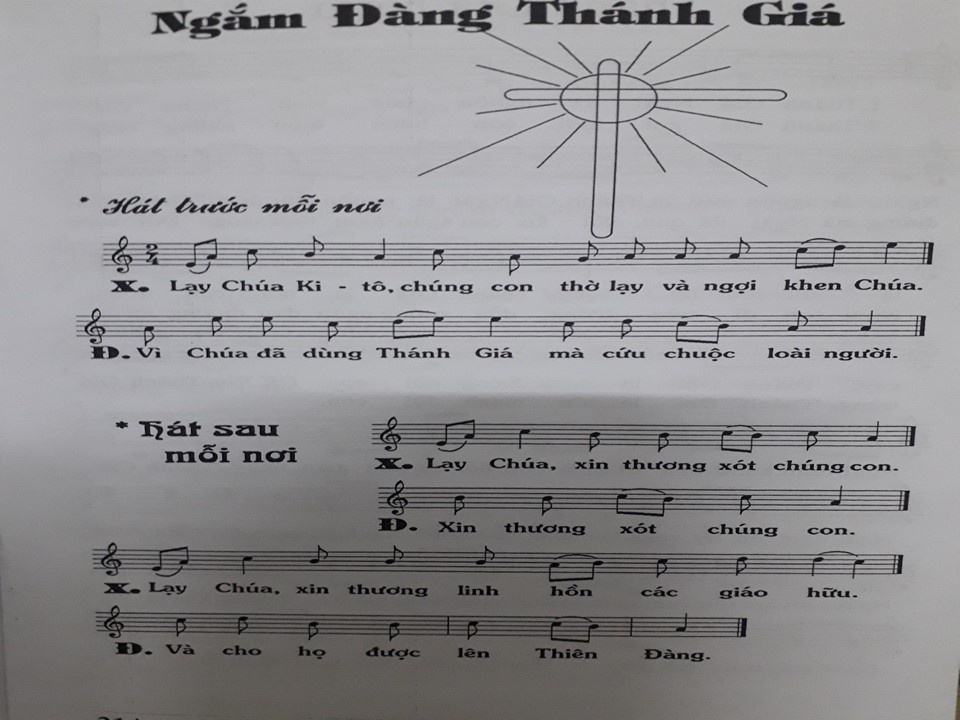 Ngắm Đàng Thánh Giá
* Hát trước mỗi nơi
X. Lạy Chúa Ki - tô, chúng con thờ lạy và ngợi khen Chúa.
Đ. Vì Chúa đã dùng Thánh Giá mà cứu chuộc loài người.
* Hát sau
mỗi nơi
X. Lạy Chúa, xin thương xót chúng con.
Đ. Xin thương xót chúng con.
X. Lạy Chúa, xin thương linh hồn các giáo hữu.
Đ. Và cho họ được lên Thiên Đàng.